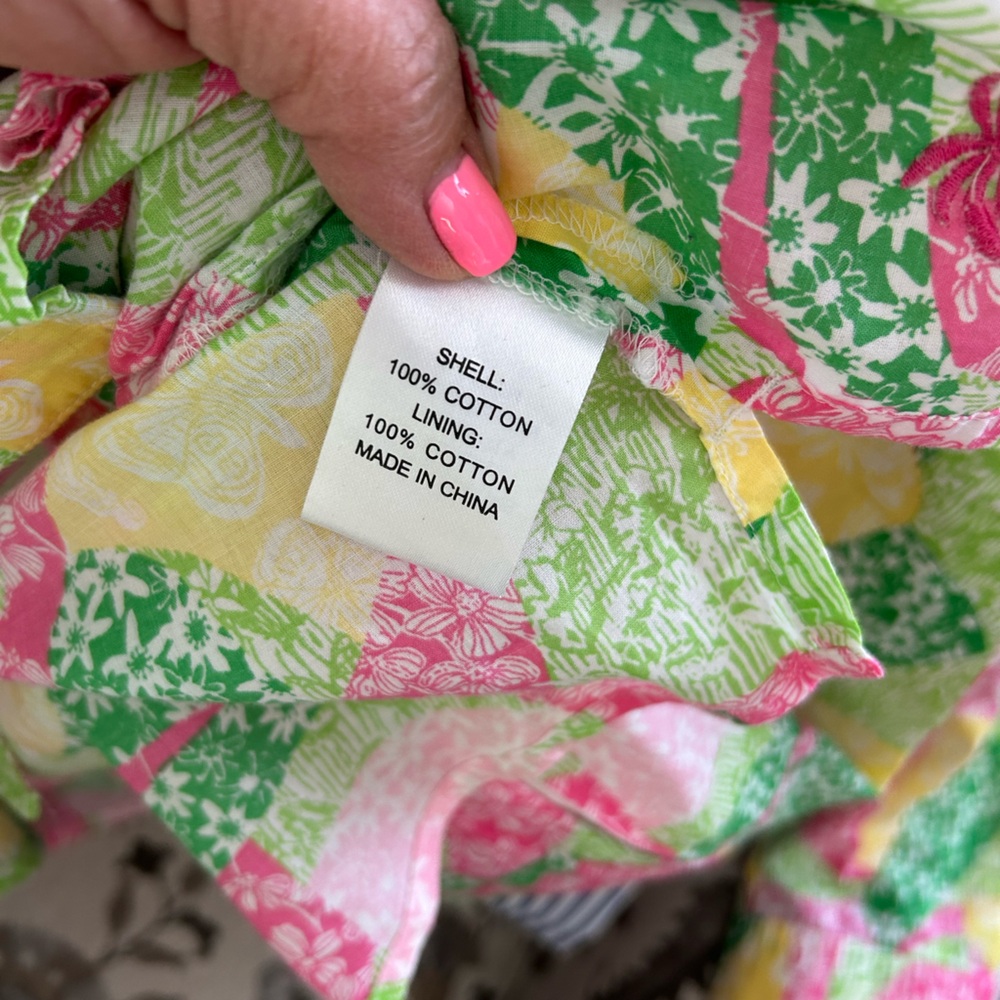 SHELL:
100% COTTON
LINING:
100% COTTON
MADE IN CHINA